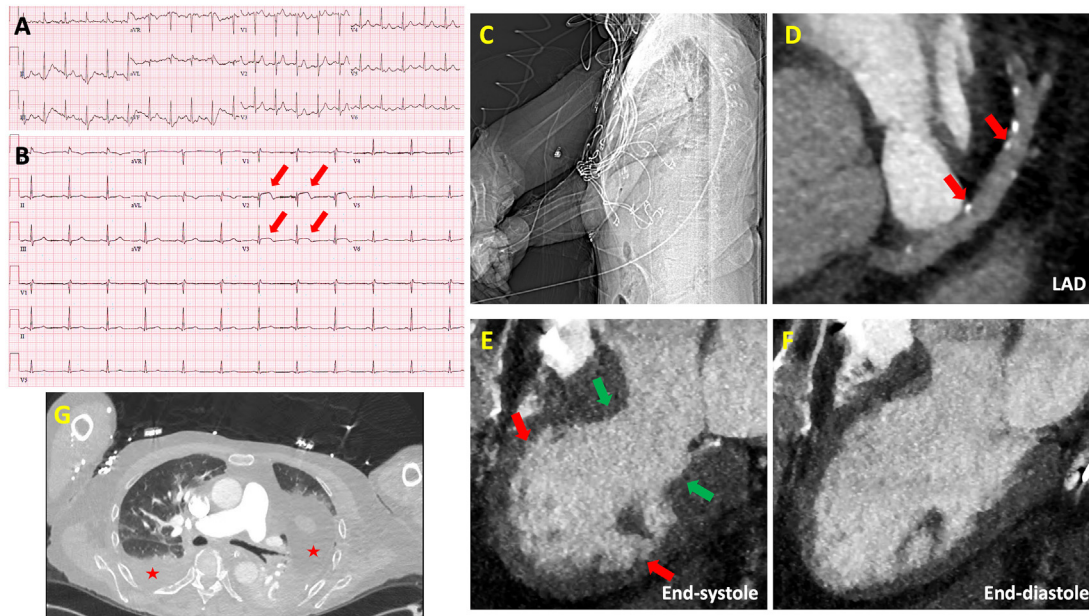 A
aVR
V1
V4
aVL
V2
V5
aVF
V3
V6
B
aVR
V1
V4
II
aVL
V2
V5
III
aVF
V3
V6
V1
II
V5
C
D
LAD
E
End-systole
F
End-diastole
G